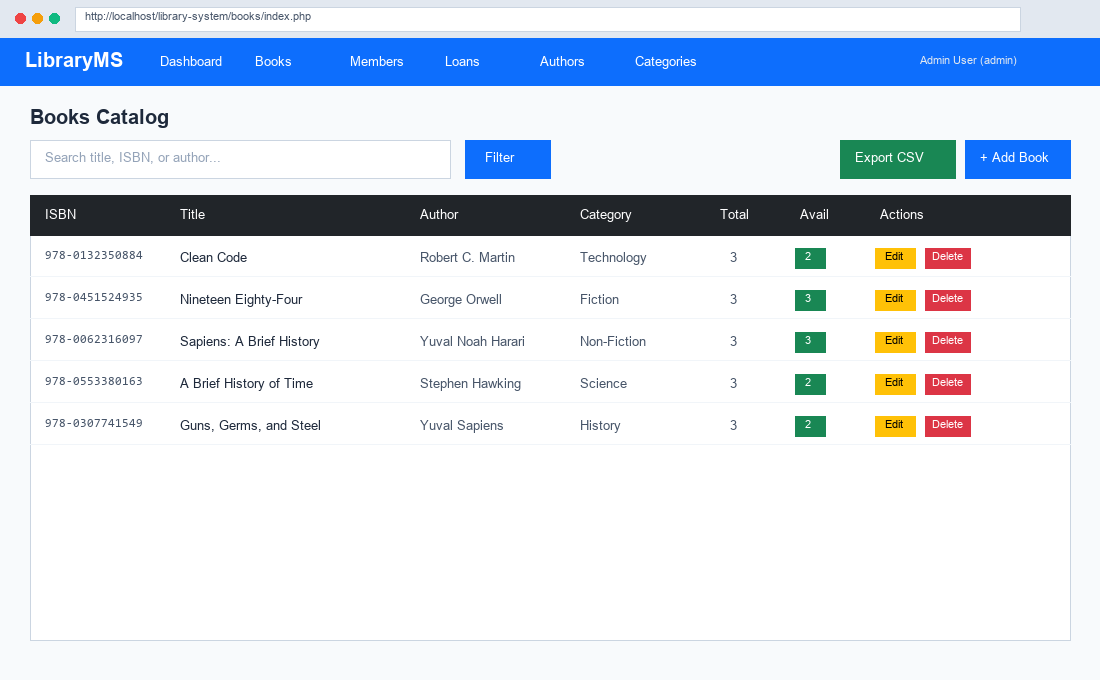 http://localhost/library-system/books/index.php
LibraryMS Dashboard Books Members Loans Authors Categories Admin User (admin)
Books Catalog
Search title, ISBN, or author... Filter Export CSV + Add Book
ISBN Title Author Category Total Avail Actions
978-0132350884 Clean Code Robert C. Martin Technology 3 2 Edit Delete
978-0451524935 Nineteen Eighty-Four George Orwell Fiction 3 3 Edit Delete
978-0062316097 Sapiens: A Brief History Yuval Noah Harari Non-Fiction 3 3 Edit Delete
978-0553380163 A Brief History of Time Stephen Hawking Science 3 2 Edit Delete
978-0307741549 Guns, Germs, and Steel Yuval Sapiens History 3 2 Edit Delete